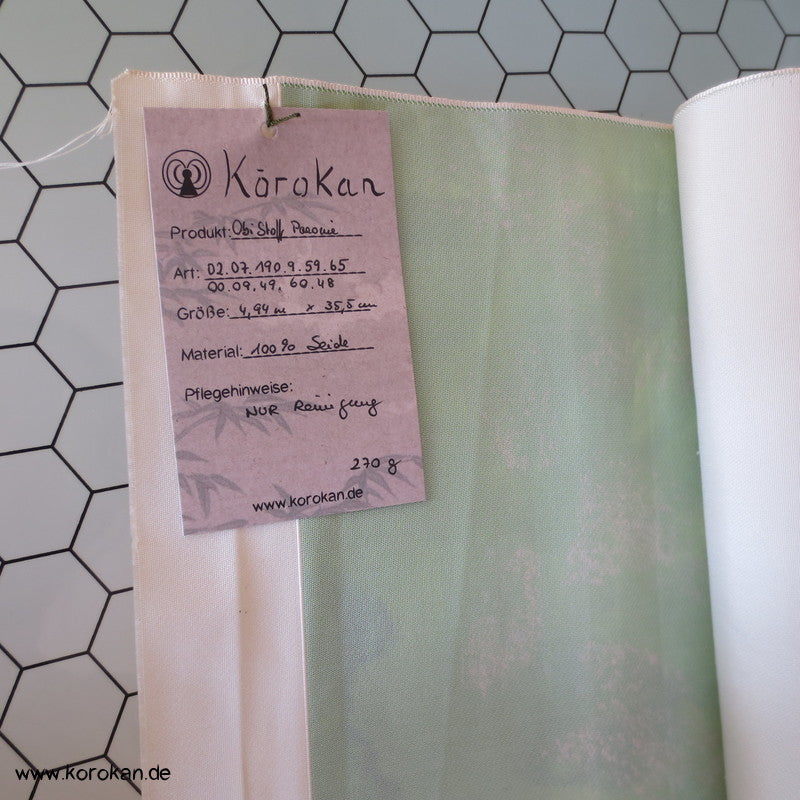 Kōrokan
Produkt: Obi Stoff Paeonie
Art: 02.07.190.9.59.65
00.09.49.60.48
Größe: 4,94 m x 35,5 cm
Material: 100% Seide
Pflegehinweise:
NUR Reinigung
270 g
www.korokan.de
www.korokan.de